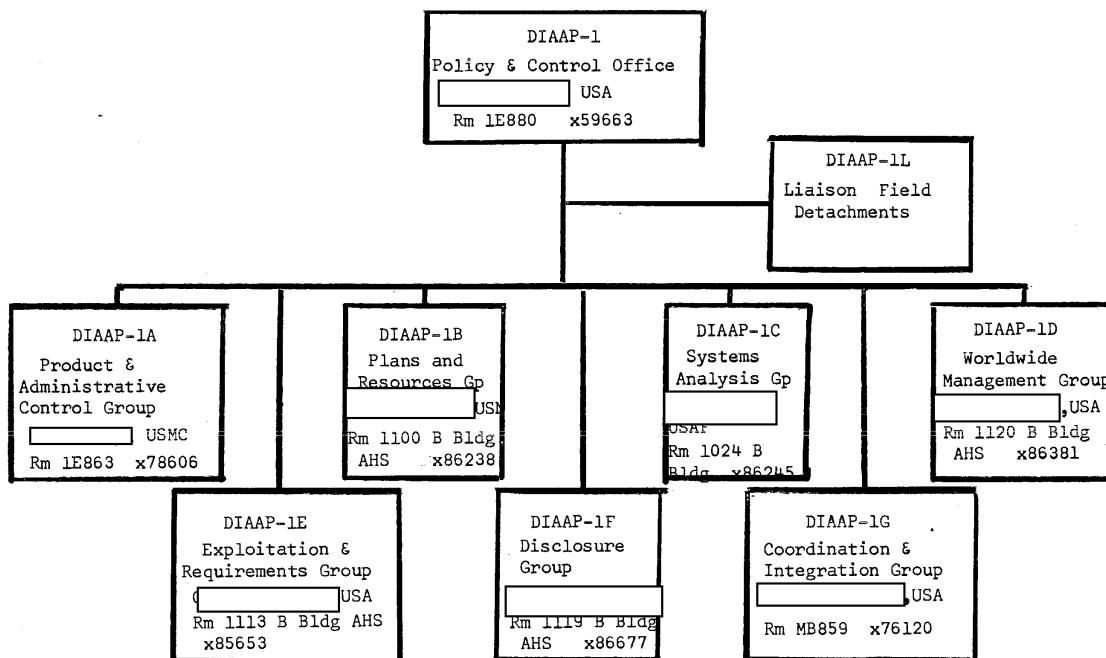 DIAAP-1
Policy & Control Office
USA
Rm 1E880 x59663
DIAAP-1L
Liaison Field
Detachments
DIAAP-1A
Product &
Administrative
Control Group
USMC
Rm 1E863 x78606
DIAAP-1B
Plans and
Resources Gp
Rm 1100 B Bldg
AHS x86238
DIAAP-1C
Systems
Analysis Gp
USAF
Rm 1024 B
Bldg x86245
DIAAP-1D
Worldwide
Management Group
,USA
Rm 1120 B Bldg
AHS x86381
DIAAP-1E
Exploitation &
Requirements Group
USA
Rm 1113 B Bldg AHS
x85653
DIAAP-1F
Disclosure
Group
Rm 1119 B Bldg
AHS x86677
DIAAP-1G
Coordination &
Integration Group
,USA
Rm MB859 x76120